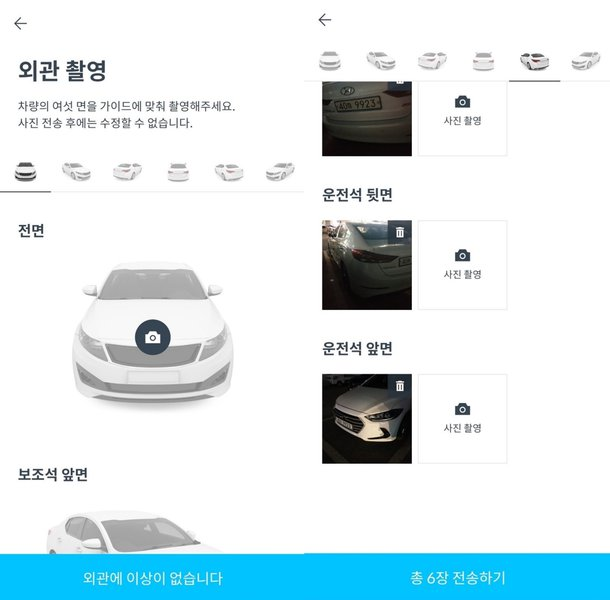 외관 촬영
차량의 여섯 면을 가이드에 맞춰 촬영해주세요.
사진 전송 후에는 수정할 수 없습니다.
전면
보조석 앞면
외관에 이상이 없습니다
9923
사진 촬영
운전석 뒷면
사진 촬영
운전석 앞면
사진 촬영
총 6장 전송하기